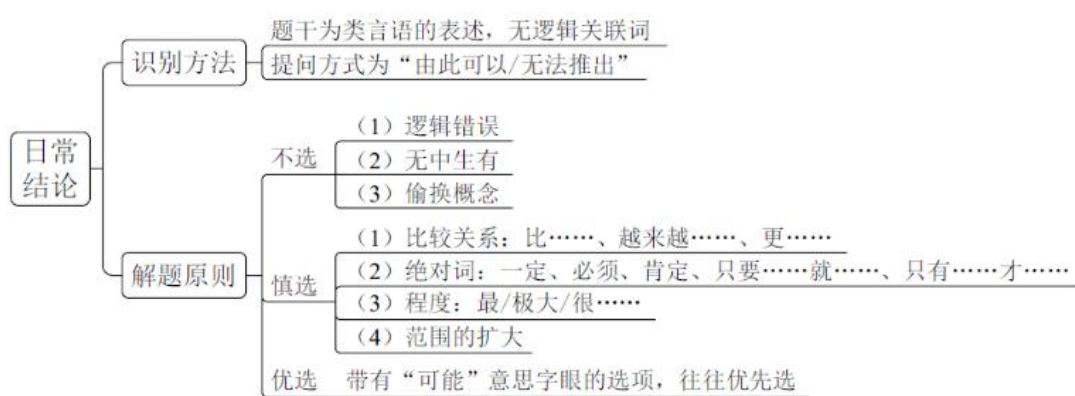 题干为类言语的表述，无逻辑关联词
识别方法
提问方式为“由此可以/无法推出”
日常
结论
（1）逻辑错误
不选
（2）无中生有
（3）偷换概念
解题原则
（1）比较关系：比……、越来越……、更……
慎选
（2）绝对词：一定、必须、肯定、只要……就……、只有……才……
（3）程度：最/极大/很……
（4）范围的扩大
优选 带有“可能”意思字眼的选项，往往优先选